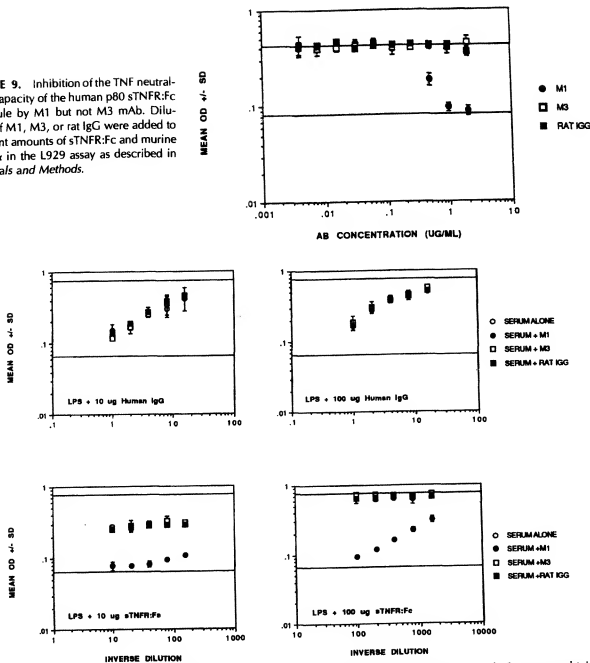 E 9. Inhibition of the TNF neutral-
apacity of the human p80 sTNFR:Fc
ule by M1 but not M3 mAb. Dilu-
f M1, M3, or rat IgG were added to
nt amounts of sTNFR:Fc and murine
in the L929 assay as described in
als and Methods.
MEAN OD +/- SD
1
.1
.01
.001
.01
.1
1
10
AB CONCENTRATION (UG/ML)
M1
M3
RAT IGG
MEAN OD +/- SD
1
.1
.01
LPS + 10 ug Human IgG
.1
1
10
100
1
.1
.01
LPS + 100 ug Human IgG
.1
1
10
100
SERUM ALONE
SERUM + M1
SERUM + M3
SERUM + RAT IGG
MEAN OD +/- SD
1
.1
.01
LPS + 10 ug sTNFR:Fc
1
10
100
1000
INVERSE DILUTION
1
.1
.01
LPS + 100 ug sTNFR:Fc
10
100
1000
10000
INVERSE DILUTION
SERUM ALONE
SERUM +M1
SERUM +M3
SERUM +RAT IGG